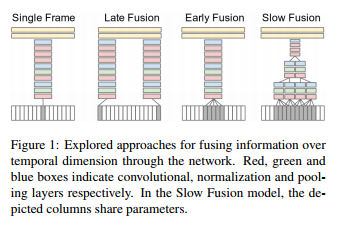 Single Frame Late Fusion Early Fusion Slow Fusion
Figure 1: Explored approaches for fusing information over
temporal dimension through the network. Red, green and
blue boxes indicate convolutional, normalization and pool-
ing layers respectively. In the Slow Fusion model, the de-
picted columns share parameters.